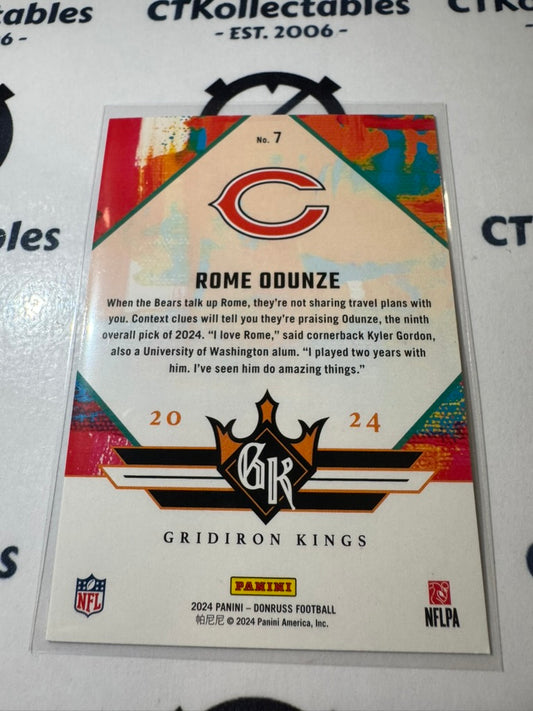 ctables
CTKollectables
C
6 -
- EST. 2006 -
No. 7
CTK
ables
ROME ODUNZE
When the Bears talk up Rome, they're not sharing travel plans with
you. Context clues will tell you they're praising Odunze, the ninth
overall pick of 2024. “I love Rome,” said cornerback Kyler Gordon,
also a University of Washington alum. “I played two years with
him. I've seen him do amazing things.”
20 24
GK
GRIDIRON KINGS
PANINI
NFL
2024 PANINI – DONRUSS FOOTBALL
帕尼尼 © 2024 Panini America, Inc.
NFLPA